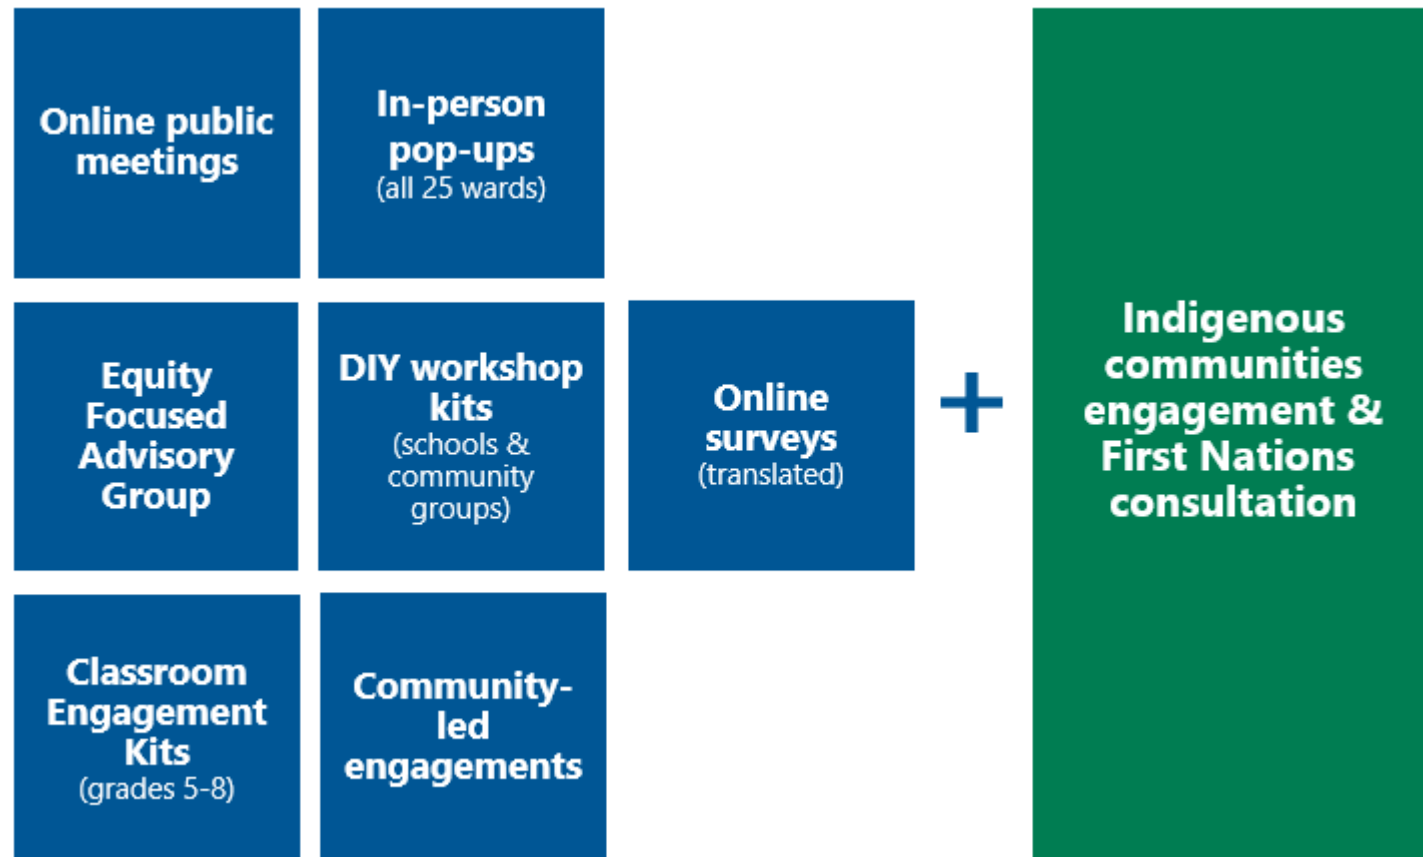 Online public
meetings
In-person
pop-ups
(all 25 wards)
Equity
Focused
Advisory
Group
DIY workshop
kits
(schools &
community
groups)
Online
surveys
(translated)
+
Indigenous
communities
engagement &
First Nations
consultation
Classroom
Engagement
Kits
(grades 5-8)
Community-
led
engagements